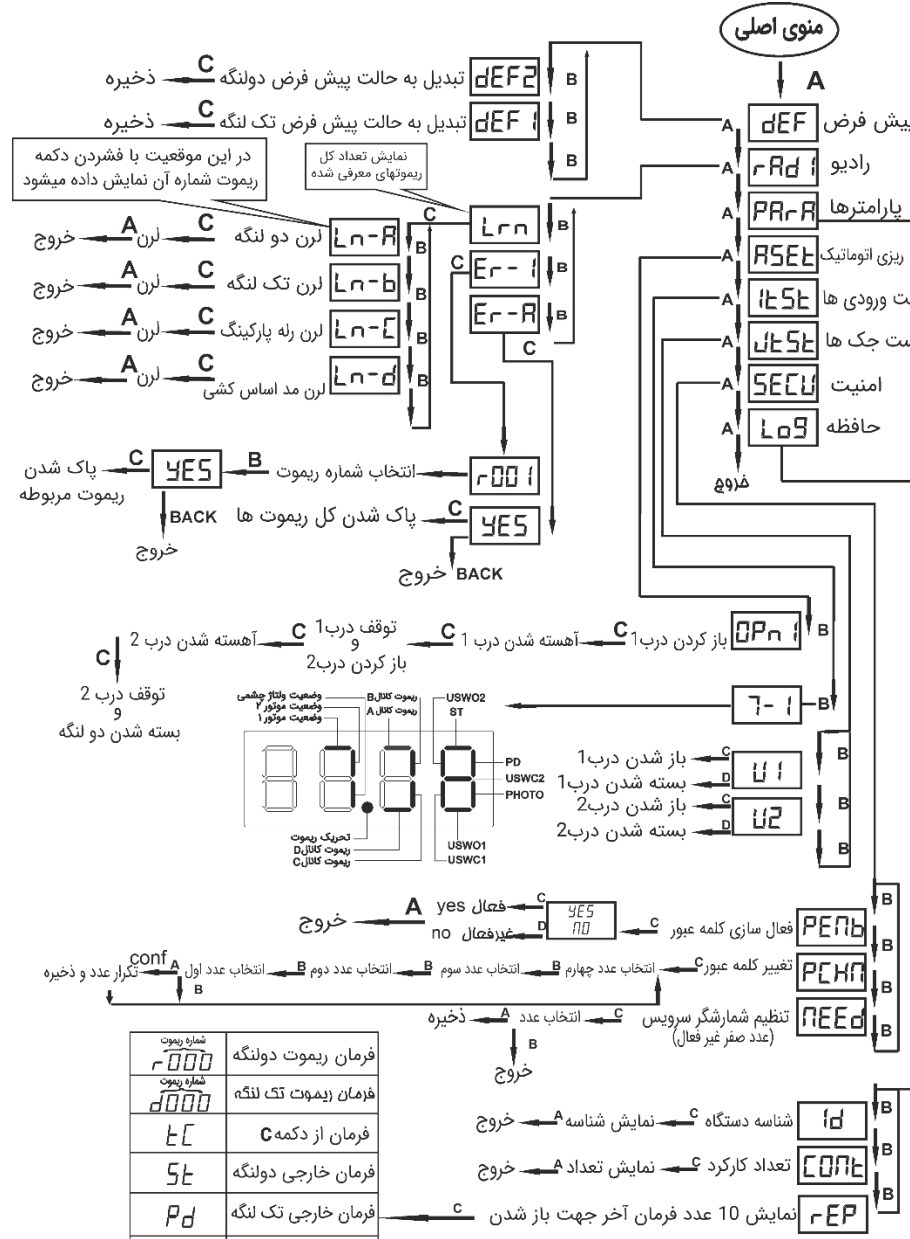 منوی اصلی
A
پیش فرض
dEF
A
رادیو
rAdI
A
پارامترها
PArA
A
ریزی اتوماتیک
ASEt
A
ت ورودی ها
ItSt
A
ست جک ها
JtSt
A
امنیت
SECU
A
حافظه
Log
A
خروج
dEF2
تبدیل به حالت پیش فرض دولنگه
C
ذخیره
B
dEF1
تبدیل به حالت پیش فرض تک لنگه
C
ذخیره
B
B
در این موقعیت با فشردن دکمه
ریموت شماره آن نمایش داده میشود
نمایش تعداد کل
ریموتهای معرفی شده
Lrn
B
C
Er-1
B
C
Er-A
B
C
Ln-A
لرن دو لنگه
C
لرن
A
خروج
B
Ln-b
لرن تک لنگه
C
لرن
A
خروج
B
Ln-C
لرن رله پارکینگ
C
لرن
A
خروج
B
Ln-d
لرن مد اساس کشی
C
لرن
A
خروج
B
r001
انتخاب شماره ریموت
B
YES
C
پاک شدن
ریموت مربوطه
BACK
خروج
YES
C
پاک شدن کل ریموت ها
BACK
خروج
B
OPn1
باز کردن درب1
C
آهسته شدن درب 1
C
توقف درب1
و
باز کردن درب2
C
آهسته شدن درب 2
C
توقف درب 2
و
بسته شدن دو لنگه
B
7-1
وضعیت ولتاژ چشمی
وضعیت موتور ۲
وضعیت موتور ۱
ریموت کانالB
ریموت کانال A
USWO2
ST
PD
USWC2
PHOTO
USWO1
USWC1
تحریک ریموت
ریموت کانالD
ریموت کانالC
B
U1
C
باز شدن درب1
D
بسته شدن درب1
B
U2
C
باز شدن درب2
D
بسته شدن درب2
B
B
PEMb
فعال سازی کلمه عبور
C
YES
NO
C
فعال yes
D
غیرفعال no
A
خروج
B
PCHN
تغییر کلمه عبور
C
انتخاب عدد چهارم
B
انتخاب عدد سوم
B
انتخاب عدد دوم
B
انتخاب عدد اول
A
conf
تکرار عدد و ذخیره
B
B
NEEd
تنظیم شمارشگر سرویس
(عدد صفر غیر فعال)
C
انتخاب عدد
A
ذخیره
B
خروج
B
Id
شناسه دستگاه
C
نمایش شناسه
A
خروج
B
CONt
تعداد کارکرد
C
نمایش تعداد
A
خروج
B
rEP
نمایش 10 عدد فرمان آخر جهت باز شدن
C
فرمان ریموت دولنگه
شماره ریموت
r000
فرمان ریموت تک لنگه
شماره ریموت
d000
فرمان از دکمه C
tC
فرمان خارجی دولنگه
St
فرمان خارجی تک لنگه
Pd